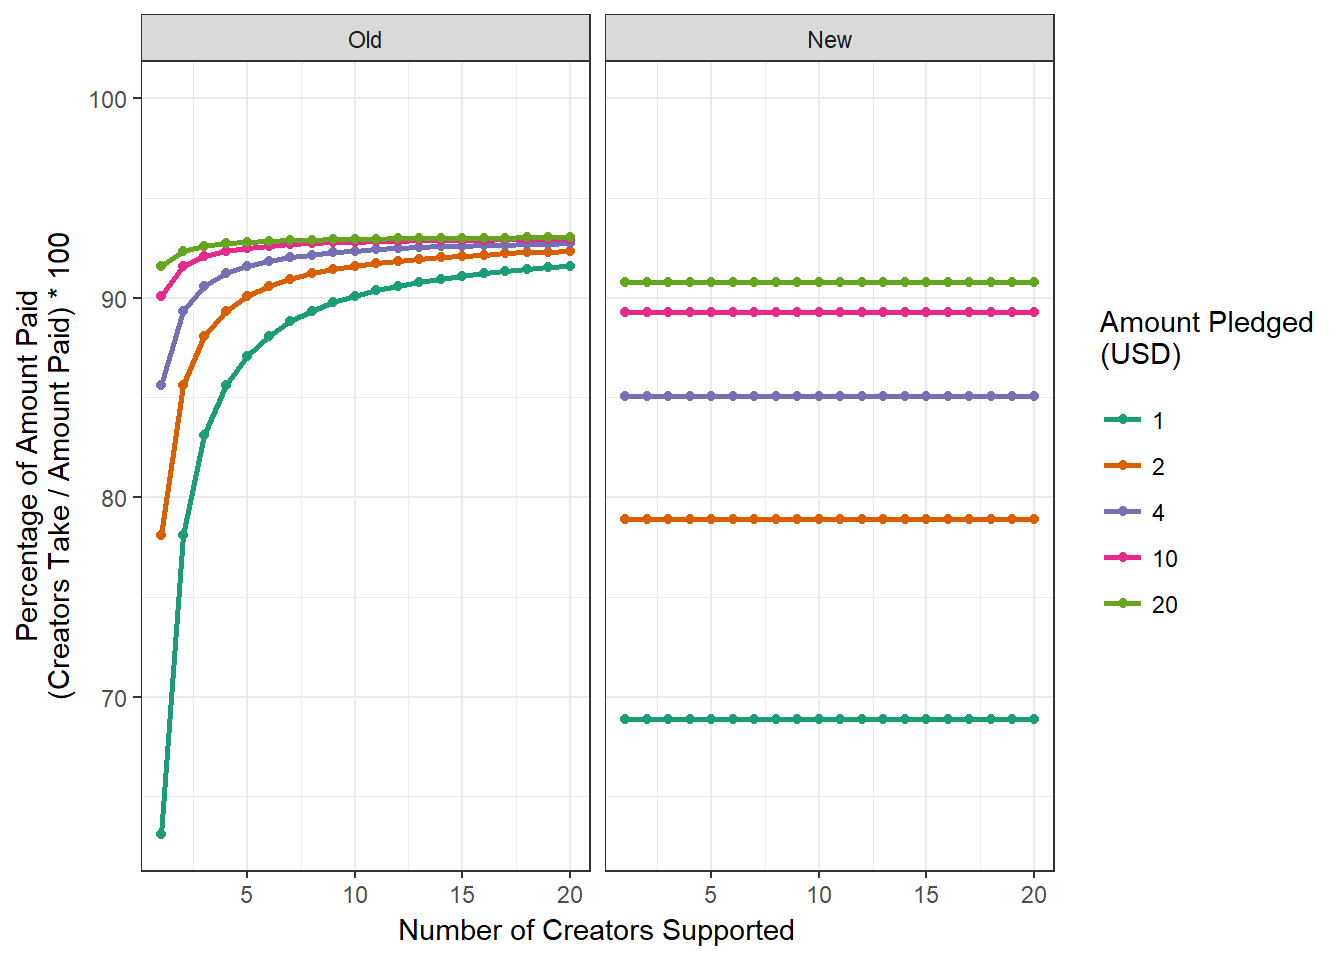 Old
New
100
90
80
70
Percentage of Amount Paid
(Creators Take / Amount Paid) * 100
5
10
15
20
5
10
15
20
Number of Creators Supported
Amount Pledged
(USD)
1
2
4
10
20